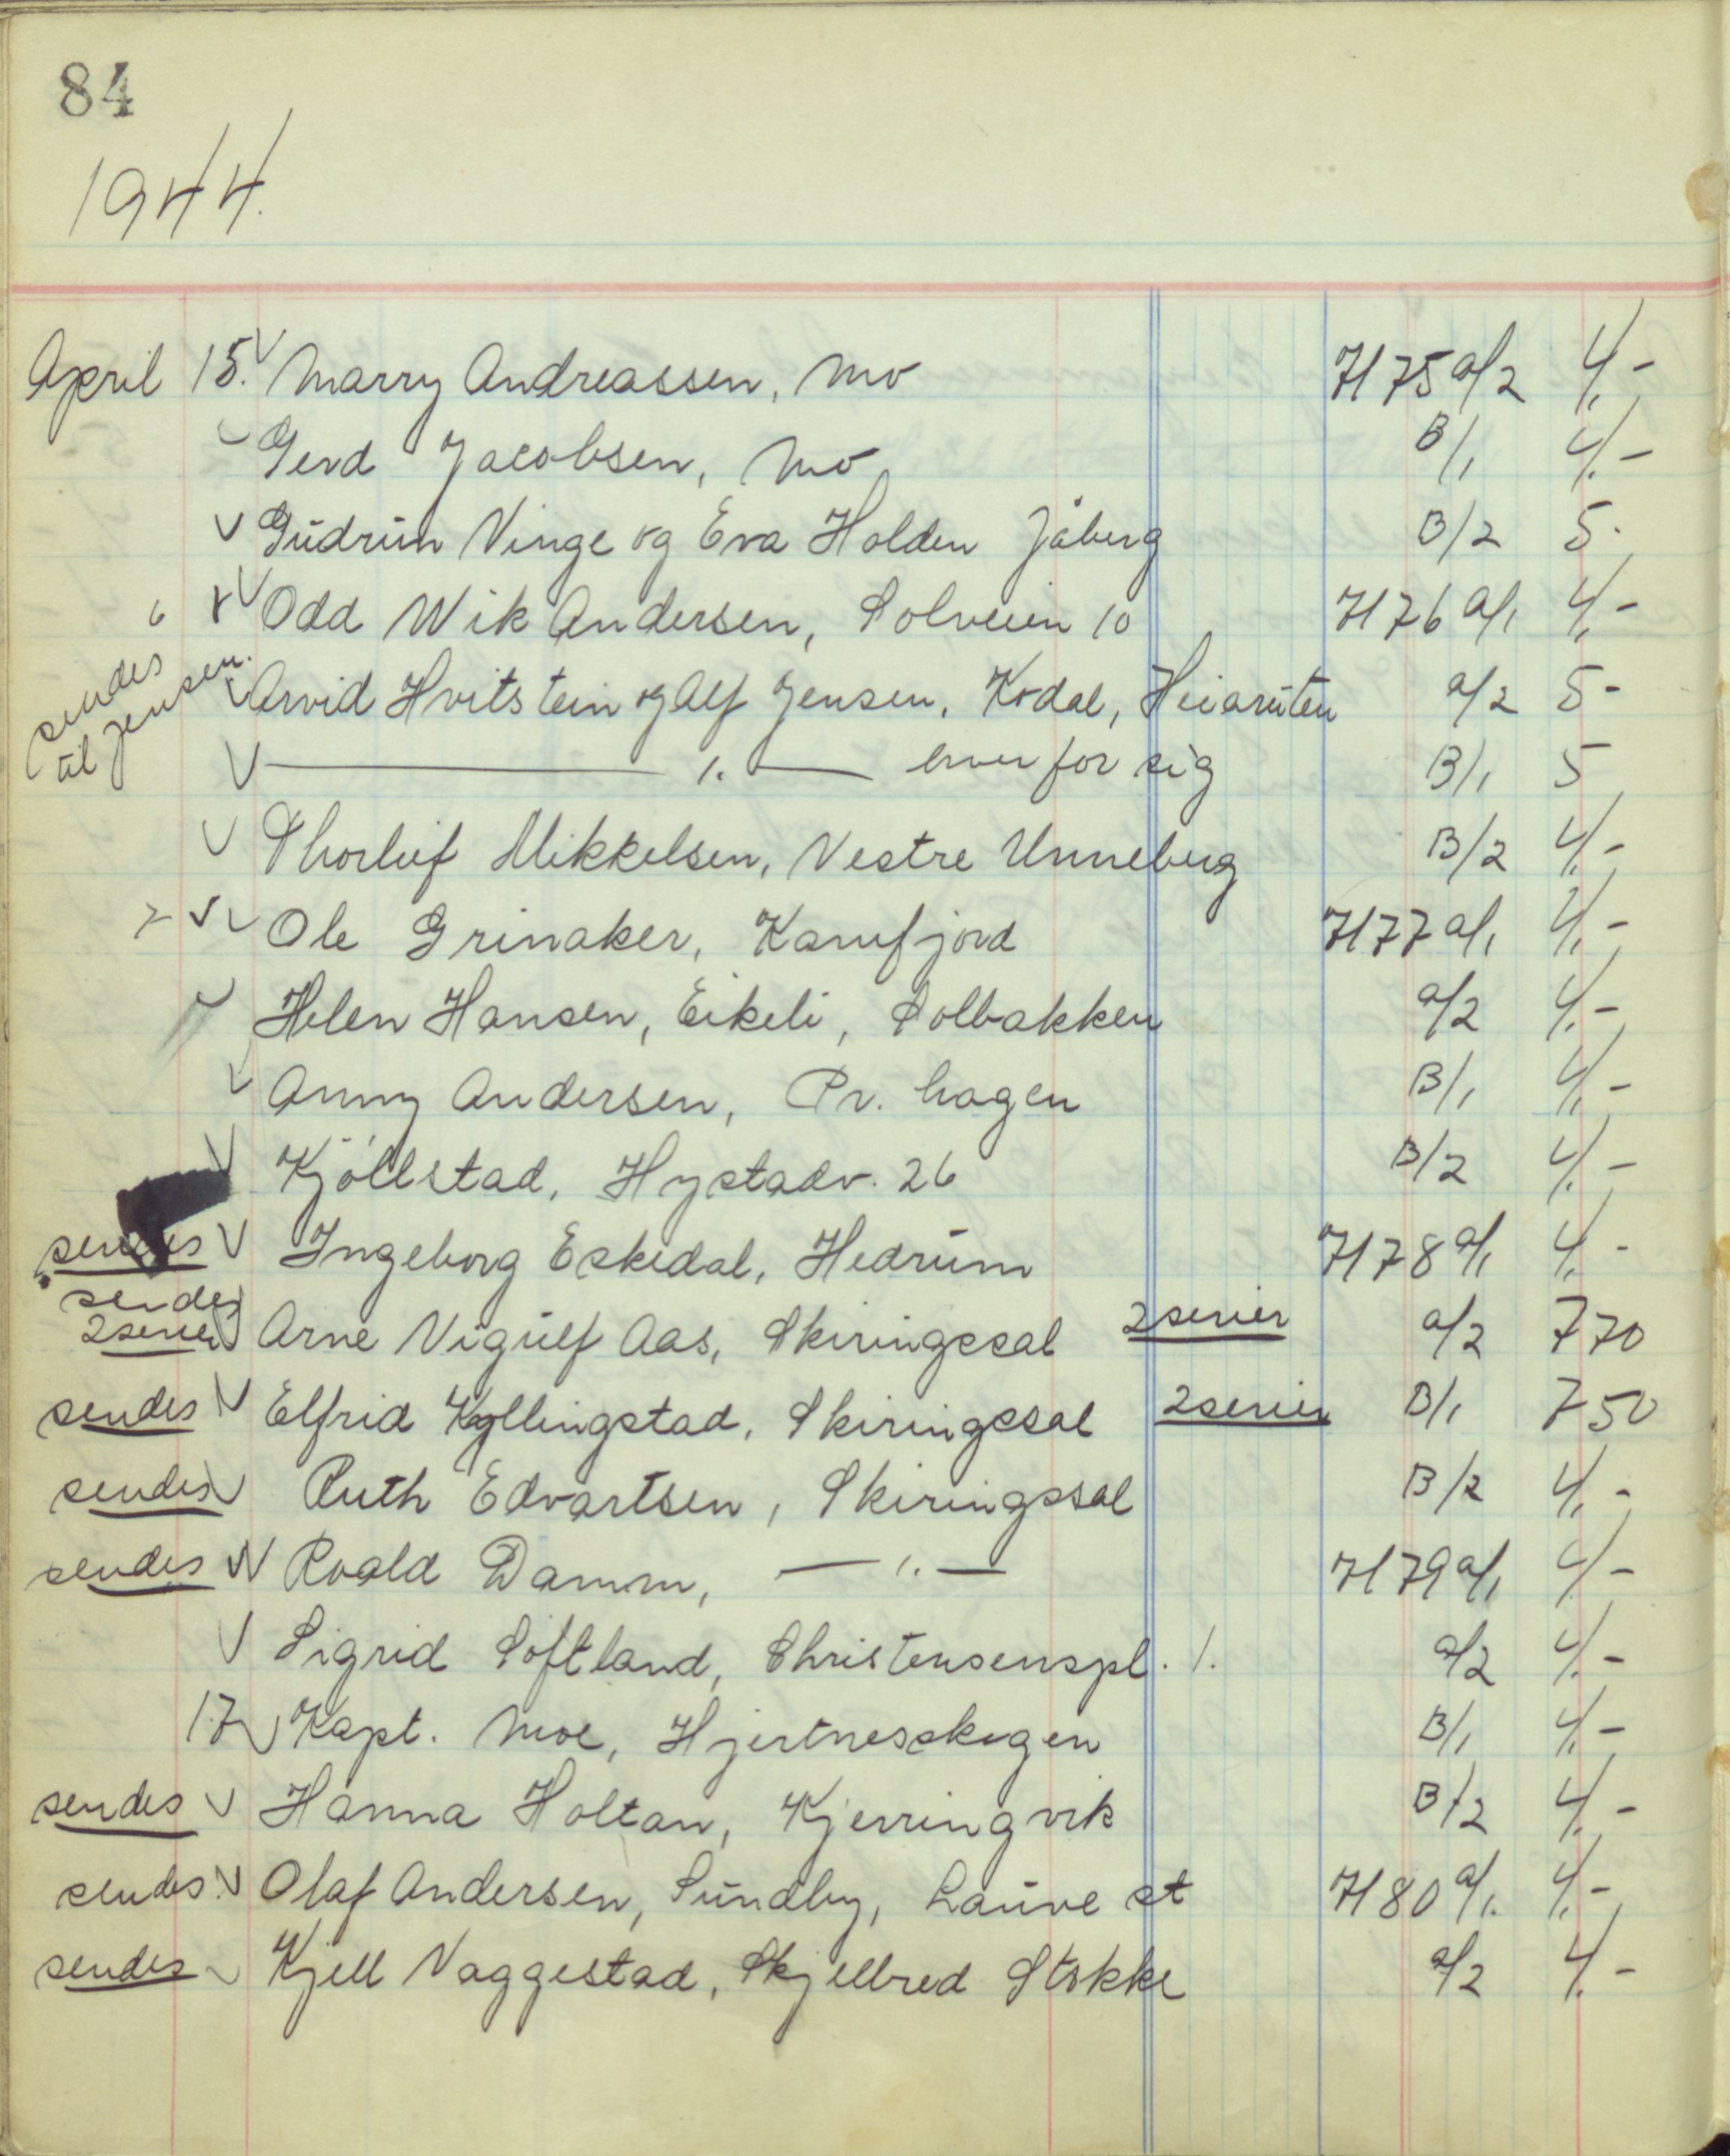 84
1944.
April 15. Marry Andreassen, Mo 7175 a/2 4,-
Gerd Jacobsen, Mo B/1 4,-
Gudrun Vinge og Eva Holden Jåberg B/2 5-
6 Odd Wik Andersen, Solveien 10 7176 a/1 4,-
sendes til Jensen. Arvid Hvitstein og Alf Jensen, Kodal, Heiaruten a/2 5-
— " — hver for sig B/1 5
Thorleif Mikkelsen, Vestre Unneberg B/2 4,-
7 Ole Grinaker, Kamfjord 7177 a/1 4,-
Helen Hansen, Eikeli, Solbakken a/2 4,-
Anny Andersen, Pr. hagen B/1 4,-
Kjöllstad, Hystadv. 26 B/2 4,-
sendes Ingeborg Eskedal, Hedrum 7178 a/1 4,-
sendes 2 serier Arne Vigulf Aas, Skiringssal 2 serier a/2 7 70
sendes Elfrid Kyllingstad, Skiringssal 2 serier B/1 7 50
sendes Ruth Edvartsen, Skiringssal B/2 4,-
sendes Roald Damm, — " — 7179 a/1 4,-
Sigrid Söftland, Christensenspl. 1. a/2 4,-
17 Kapt. Moe, Hjertnesskogen B/1 4,-
sendes Hanna Holtan, Kjerringvik B/2 4,-
sendes Olaf Andersen, Sundby, Lauve st 7180 a/1. 4,-
sendes Kjell Vaggestad, Skjellbred Stokke a/2 4,-